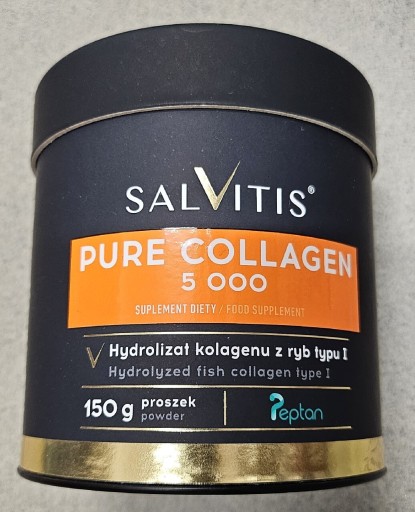 SALVITIS®
PURE COLLAGEN
5 000
SUPLEMENT DIETY / FOOD SUPPLEMENT
Hydrolizat kolagenu z ryb typu I
Hydrolyzed fish collagen type I
150 g proszek
powder
Peptan